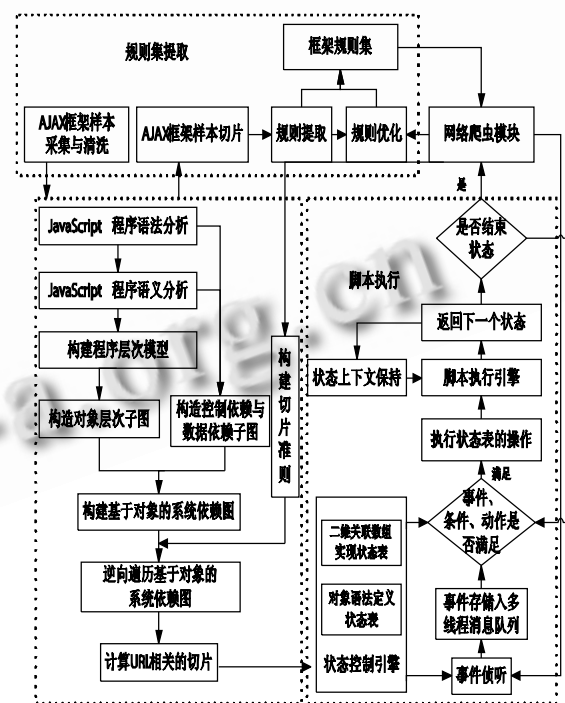 规则集提取
框架规则集
AJAX框架样本
采集与清洗
AJAX框架样本切片
规则提取
规则优化
网络爬虫模块
是
JavaScript 程序语法分析
JavaScript 程序语义分析
构建程序层次模型
构造对象层次子图
构造控制依赖与
数据依赖子图
构建切片准则
构建基于对象的系统依赖图
逆向遍历基于对象的
系统依赖图
计算URL相关的切片
是否结束
状态
脚本执行
返回下一个状态
状态上下文保持
脚本执行引擎
执行状态表的操作
满足
事件、
条件、动作是
否满足
二维关联数组
实现状态表
对象语法定义
状态表
状态控制引擎
事件存储入多
线程消息队列
事件侦听
a.org.cn